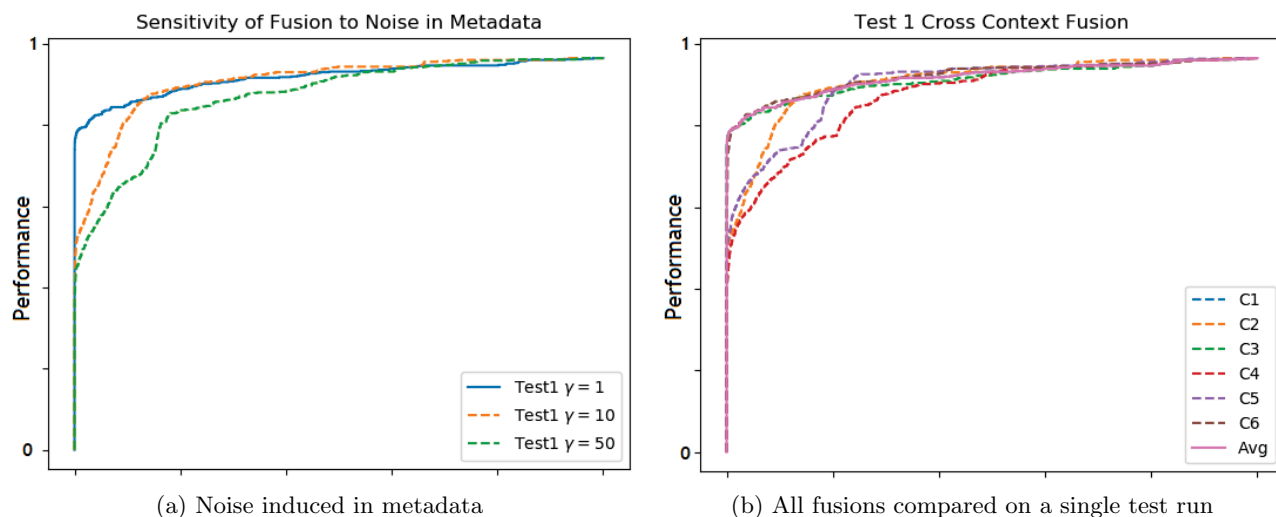 Sensitivity of Fusion to Noise in Metadata
1
Performance
0
Test1 γ = 1
Test1 γ = 10
Test1 γ = 50
(a) Noise induced in metadata
Test 1 Cross Context Fusion
1
Performance
0
C1
C2
C3
C4
C5
C6
Avg
(b) All fusions compared on a single test run